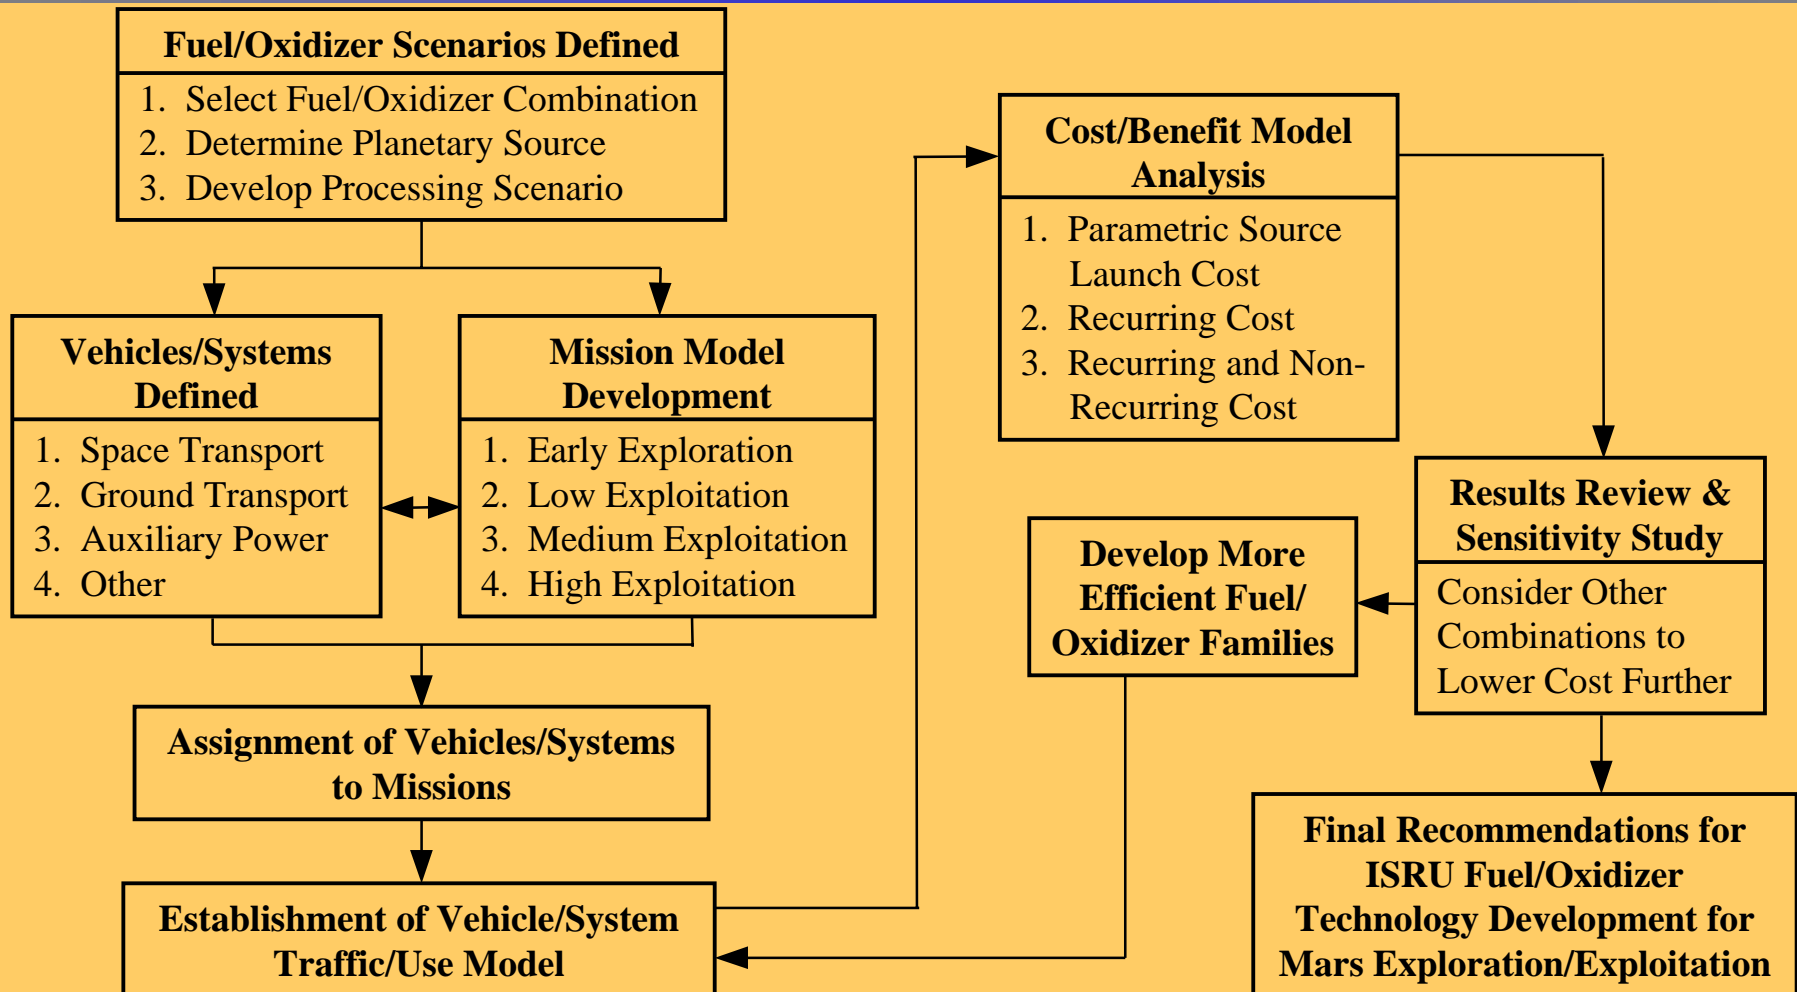 Fuel/Oxidizer Scenarios Defined
1. Select Fuel/Oxidizer Combination
2. Determine Planetary Source
3. Develop Processing Scenario
Vehicles/Systems
Defined
1. Space Transport
2. Ground Transport
3. Auxiliary Power
4. Other
Mission Model
Development
1. Early Exploration
2. Low Exploitation
3. Medium Exploitation
4. High Exploitation
Assignment of Vehicles/Systems
to Missions
Establishment of Vehicle/System
Traffic/Use Model
Cost/Benefit Model
Analysis
1. Parametric Source
Launch Cost
2. Recurring Cost
3. Recurring and Non-
Recurring Cost
Results Review &
Sensitivity Study
Consider Other
Combinations to
Lower Cost Further
Develop More
Efficient Fuel/
Oxidizer Families
Final Recommendations for
ISRU Fuel/Oxidizer
Technology Development for
Mars Exploration/Exploitation